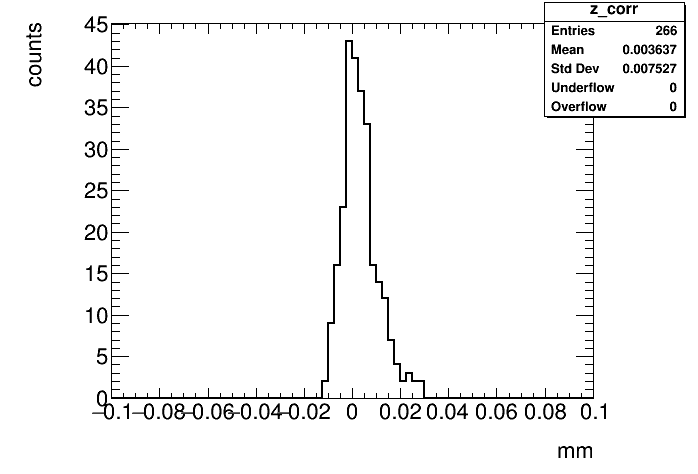 z_corr
Entries 266
Mean 0.003637
Std Dev 0.007527
Underflow 0
Overflow 0
counts
45
40
35
30
25
20
15
10
5
0
−0.1 −0.08 −0.06 −0.04 −0.02 0 0.02 0.04 0.06 0.08 0.1
mm